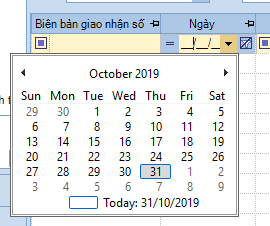 Biên bản giao nhận số Ngày
= __/__/__
October 2019
Sun Mon Tue Wed Thu Fri Sat
29 30 1 2 3 4 5
6 7 8 9 10 11 12
13 14 15 16 17 18 19
20 21 22 23 24 25 26
27 28 29 30 31 1 2
3 4 5 6 7 8 9
Today: 31/10/2019